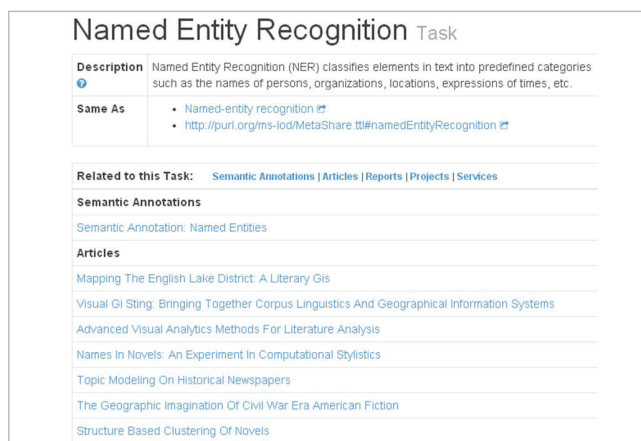 Named Entity Recognition Task
Description Named Entity Recognition (NER) classifies elements in text into predefined categories
such as the names of persons, organizations, locations, expressions of times, etc.
Same As
• Named-entity recognition
• http://purl.org/ms-lod/MetaShare.ttl#namedEntityRecognition
Related to this Task: Semantic Annotations | Articles | Reports | Projects | Services
Semantic Annotations
Semantic Annotation: Named Entities
Articles
Mapping The English Lake District: A Literary Gis
Visual Gi Sting: Bringing Together Corpus Linguistics And Geographical Information Systems
Advanced Visual Analytics Methods For Literature Analysis
Names In Novels: An Experiment In Computational Stylistics
Topic Modeling On Historical Newspapers
The Geographic Imagination Of Civil War Era American Fiction
Structure Based Clustering Of Novels